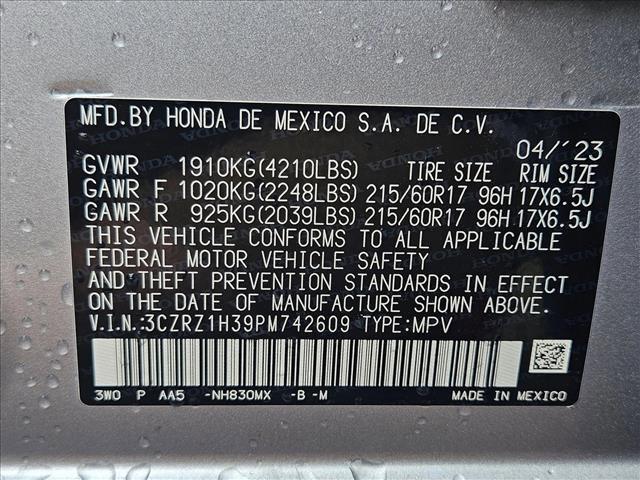 MFD.BY HONDA DE MEXICO S.A. DE C.V.
04/'23
GVWR 1910KG(4210LBS) TIRE SIZE RIM SIZE
GAWR F 1020KG(2248LBS) 215/60R17 96H 17X6.5J
GAWR R 925KG(2039LBS) 215/60R17 96H 17X6.5J
THIS VEHICLE CONFORMS TO ALL APPLICABLE
FEDERAL MOTOR VEHICLE SAFETY
AND THEFT PREVENTION STANDARDS IN EFFECT
ON THE DATE OF MANUFACTURE SHOWN ABOVE.
V.I.N.:3CZRZ1H39PM742609 TYPE:MPV
3W0 P AA5 -NH830MX -B -M MADE IN MEXICO